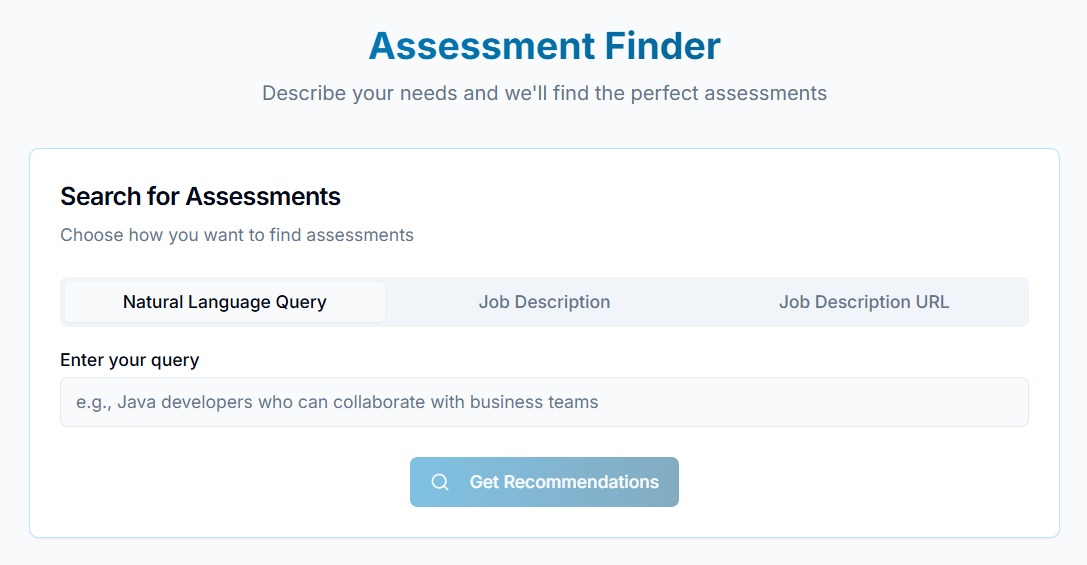 Assessment Finder
Describe your needs and we'll find the perfect assessments
Search for Assessments
Choose how you want to find assessments
Natural Language Query
Job Description
Job Description URL
Enter your query
e.g., Java developers who can collaborate with business teams
Get Recommendations